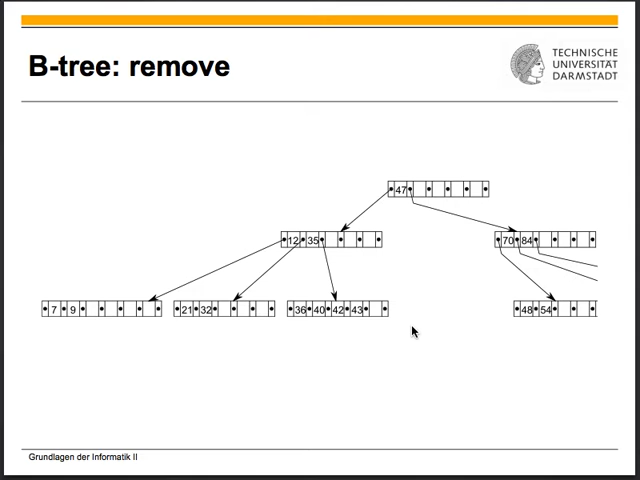 B-tree: remove
TECHNISCHE
UNIVERSITÄT
DARMSTADT
47
12 35
70 84
7 9
21 32
36 40 42 43
48 54
Grundlagen der Informatik II